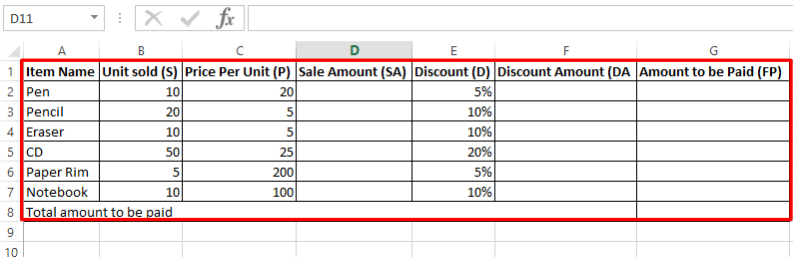 D11 fx
A B C D E F G
1 Item Name Unit sold (S) Price Per Unit (P) Sale Amount (SA) Discount (D) Discount Amount (DA Amount to be Paid (FP)
2 Pen 10 20 5%
3 Pencil 20 5 10%
4 Eraser 10 5 10%
5 CD 50 25 20%
6 Paper Rim 5 200 5%
7 Notebook 10 100 10%
8 Total amount to be paid
9
10